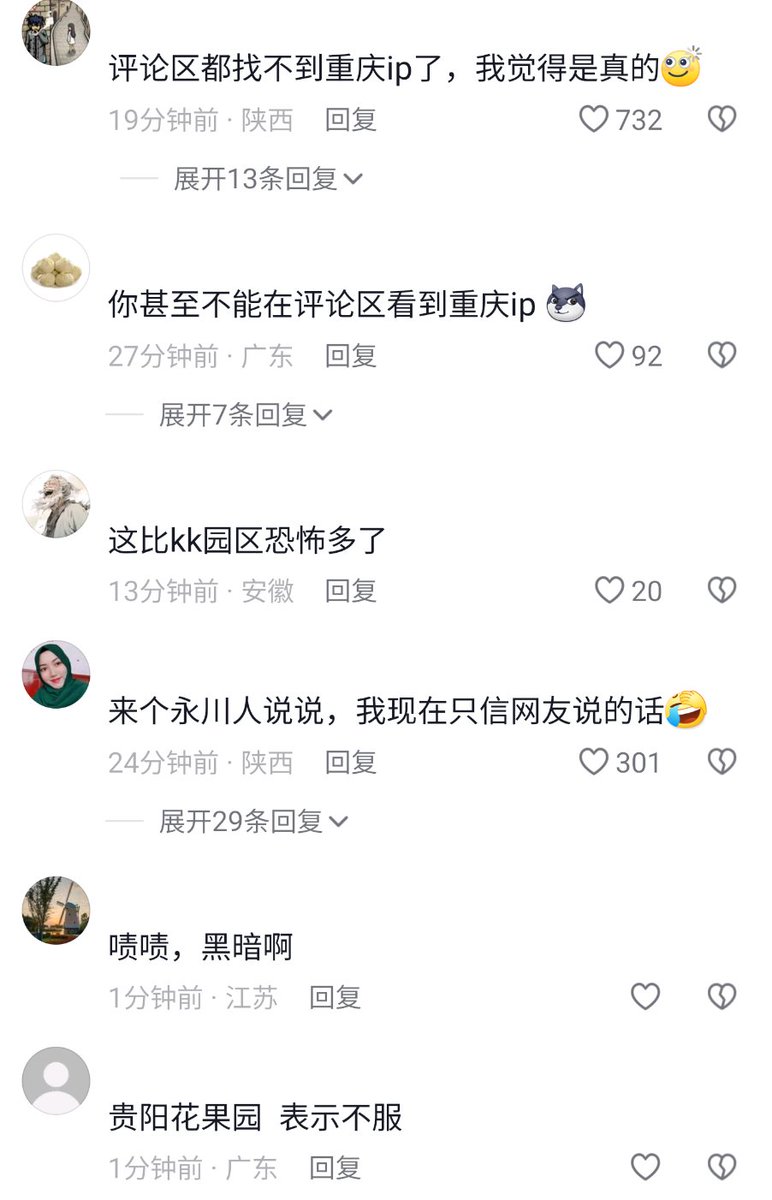 评论区都找不到重庆ip了，我觉得是真的
19分钟前 · 陕西 回复 732
展开13条回复
你甚至不能在评论区看到重庆ip
27分钟前 · 广东 回复 92
展开7条回复
这比kk园区恐怖多了
13分钟前 · 安徽 回复 20
来个永川人说说，我现在只信网友说的话
24分钟前 · 陕西 回复 301
展开29条回复
啧啧，黑暗啊
1分钟前 · 江苏 回复
贵阳花果园 表示不服
1分钟前 · 广东 回复